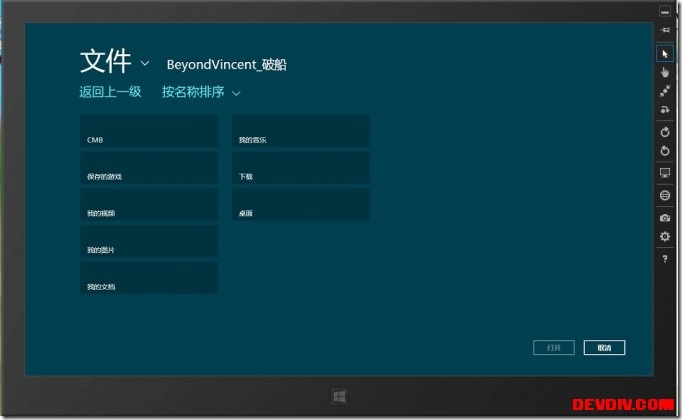 文件 BeyondVincent_破船
返回上一级 按名称排序
CMB 我的音乐
保存的游戏 下载
我的视频 桌面
我的图片
我的文档
打开 取消
DEVDIV.COM